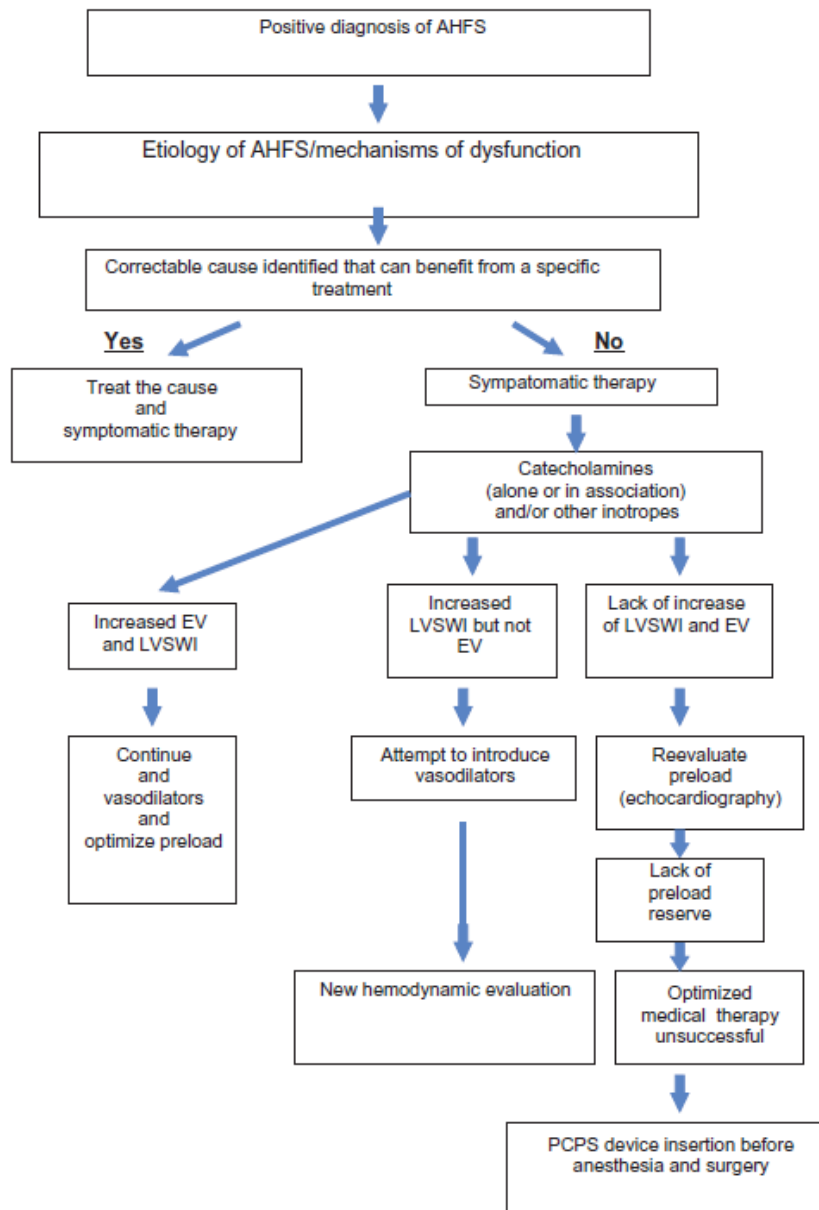 Positive diagnosis of AHFS
Etiology of AHFS/mechanisms of dysfunction
Correctable cause identified that can benefit from a specific
treatment
Yes
No
Treat the cause
and
symptomatic therapy
Sympatomatic therapy
Catecholamines
(alone or in association)
and/or other inotropes
Increased EV
and LVSWI
Increased
LVSWI but not
EV
Lack of increase
of LVSWI and EV
Continue
and
vasodilators
and
optimize preload
Attempt to introduce
vasodilators
Reevaluate
preload
(echocardiography)
Lack of
preload
reserve
New hemodynamic evaluation
Optimized
medical therapy
unsuccessful
PCPS device insertion before
anesthesia and surgery